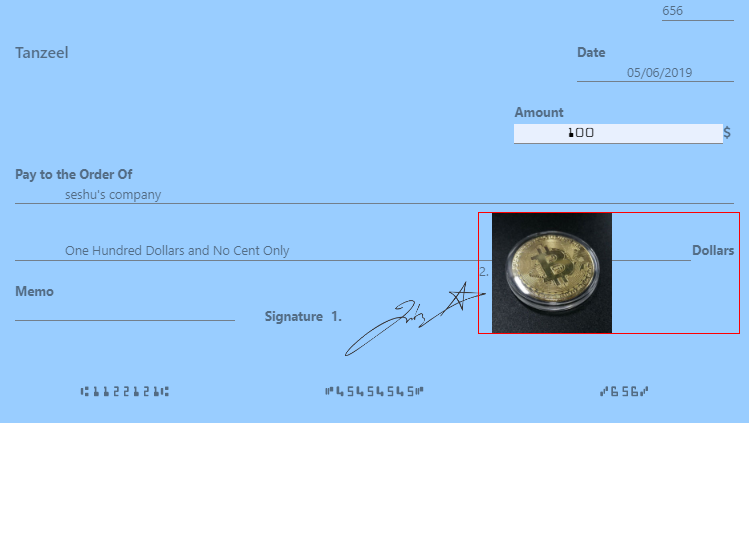 656
Tanzeel
Date
05/06/2019
Amount
100 $
Pay to the Order Of
seshu's company
One Hundred Dollars and No Cent Only Dollars
2.
Memo
Signature 1.
⑆1122121⑆ ⑈45454545⑈ ⑇656⑇